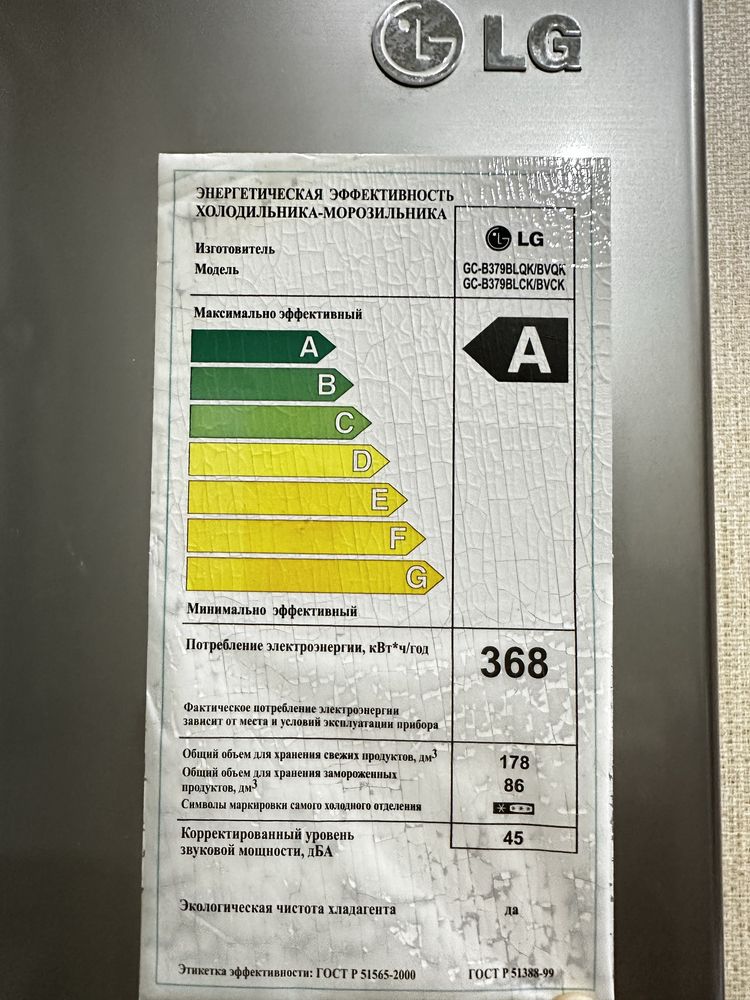 LG
ЭНЕРГЕТИЧЕСКАЯ ЭФФЕКТИВНОСТЬ
ХОЛОДИЛЬНИКА-МОРОЗИЛЬНИКА
LG
Изготовитель
Модель
GC-B379BLQK/BVQK
GC-B379BLCK/BVCK
Максимально эффективный
A
A
B
C
D
E
F
G
Минимально эффективный
Потребление электроэнергии, кВт*ч/год
368
Фактическое потребление электроэнергии
зависит от места и условий эксплуатации прибора
Общий объем для хранения свежих продуктов, дм³ 178
Общий объем для хранения замороженных
продуктов, дм³ 86
Символы маркировки самого холодного отделения
Корректированный уровень 45
звуковой мощности, дБА
Экологическая чистота хладагента да
Этикетка эффективности: ГОСТ Р 51565-2000 ГОСТ Р 51388-99